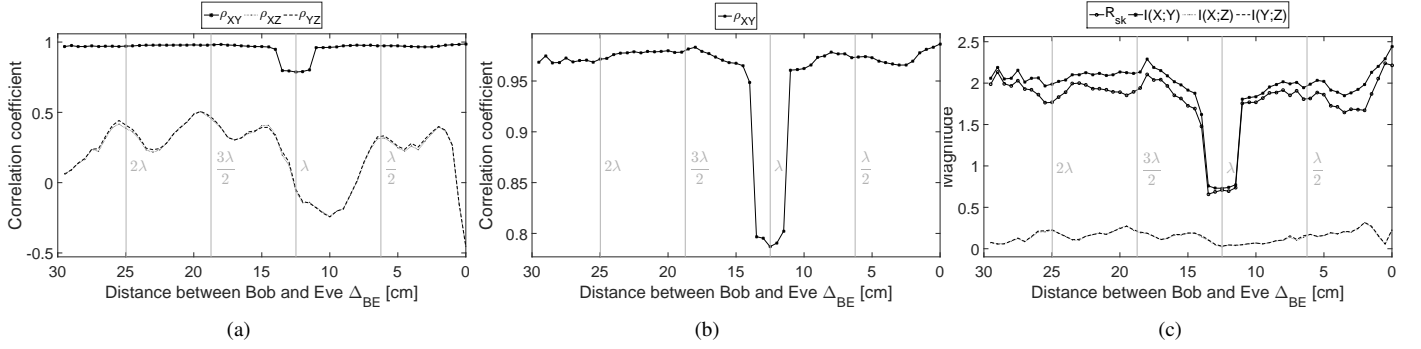 ρXY ρXZ ρYZ
Correlation coefficient
1
0.5
0
-0.5
2λ
3λ/2
λ
λ/2
30 25 20 15 10 5 0
Distance between Bob and Eve ΔBE [cm]
(a)
ρXY
Correlation coefficient
0.95
0.9
0.85
0.8
2λ
3λ/2
λ
λ/2
30 25 20 15 10 5 0
Distance between Bob and Eve ΔBE [cm]
(b)
Rsk I(X;Y) I(X;Z) I(Y;Z)
Magnitude
2.5
2
1.5
1
0.5
0
2λ
3λ/2
λ
λ/2
30 25 20 15 10 5 0
Distance between Bob and Eve ΔBE [cm]
(c)